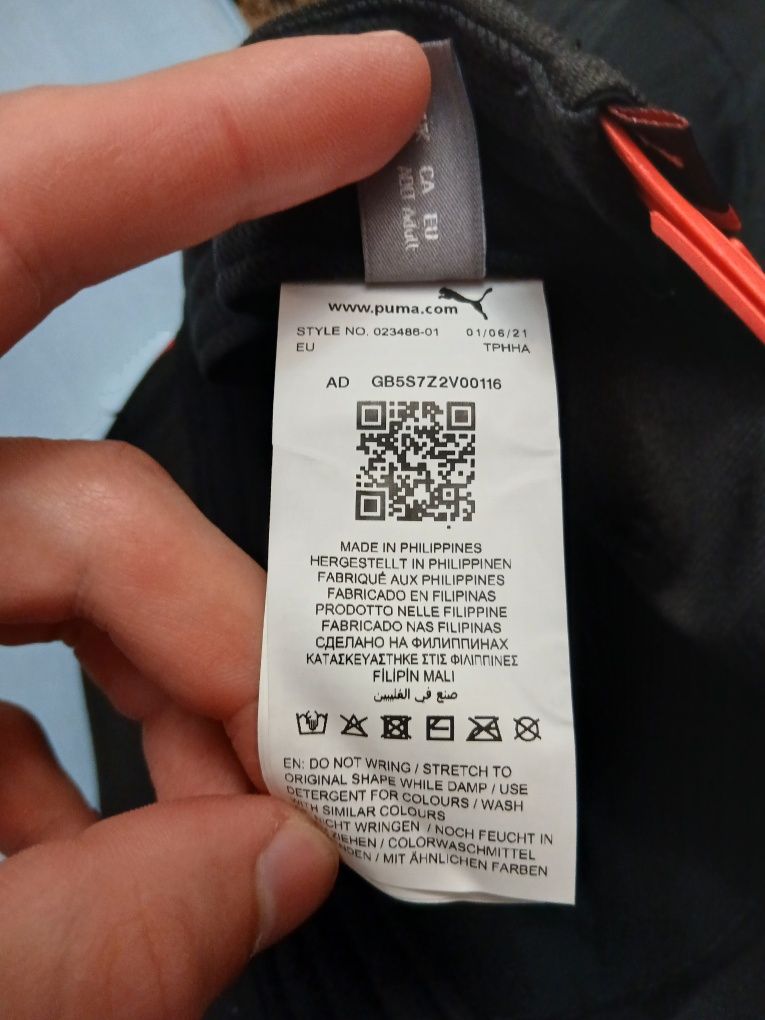 CA EU
ADULT Adult
www.puma.com
STYLE NO. 023486-01 01/06/21
EU TPHHA
AD GB5S7Z2V00116
MADE IN PHILIPPINES
HERGESTELLT IN PHILIPPINEN
FABRIQUÉ AUX PHILIPPINES
FABRICADO EN FILIPINAS
PRODOTTO NELLE FILIPPINE
FABRICADO NAS FILIPINAS
СДЕЛАНО НА ФИЛИППИНАХ
ΚΑΤΑΣΚΕΥΑΣΤΗΚΕ ΣΤΙΣ ΦΙΛΙΠΠΙΝΕΣ
FİLİPİN MALI
صنع في الفليبين
EN: DO NOT WRING / STRETCH TO
ORIGINAL SHAPE WHILE DAMP / USE
DETERGENT FOR COLOURS / WASH
WITH SIMILAR COLOURS
NICHT WRINGEN / NOCH FEUCHT IN
/ COLORWASCHMITTEL
/ MIT ÄHNLICHEN FARBEN